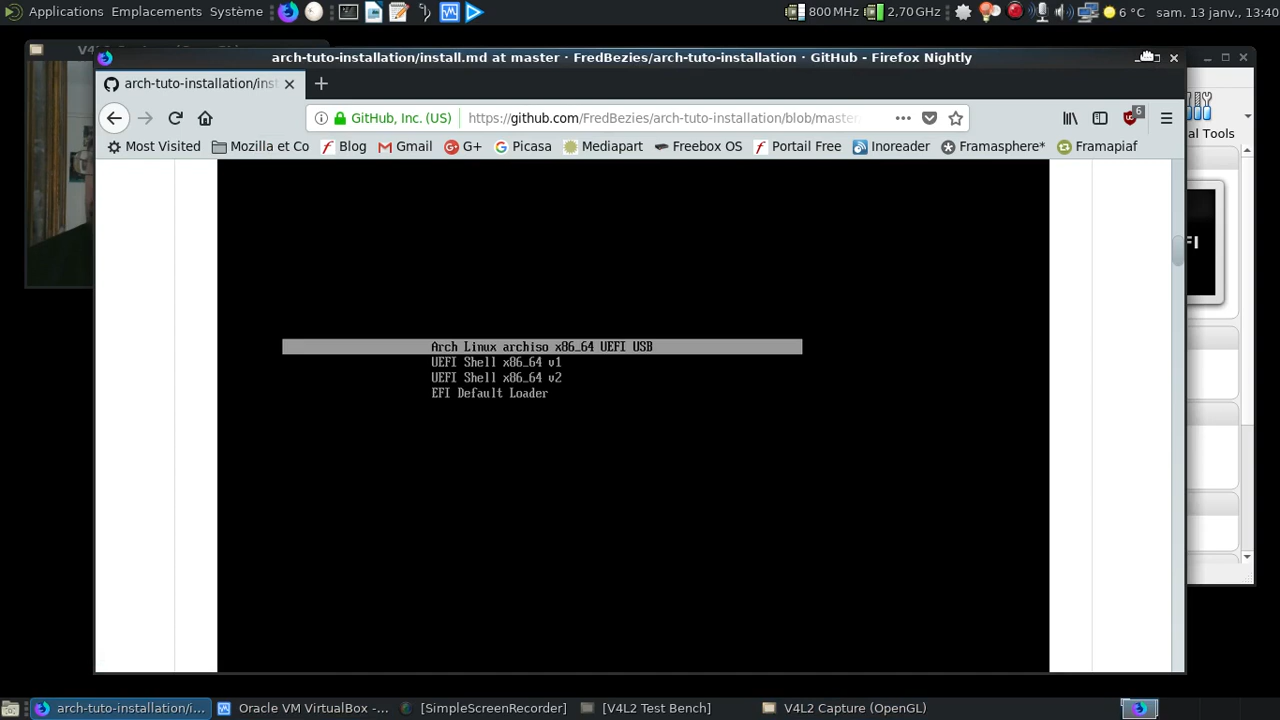 Applications Emplacements Système 800 MHz 2,70 GHz 6 °C sam. 13 janv., 13:40
arch-tuto-installation/install.md at master · FredBezies/arch-tuto-installation · GitHub - Firefox Nightly
arch-tuto-installation/inst
GitHub, Inc. (US) https://github.com/FredBezies/arch-tuto-installation/blob/master 6
Most Visited Mozilla et Co Blog Gmail G+ Picasa Mediapart Freebox OS Portail Free Inoreader Framasphere* Framapiaf
Arch Linux archiso x86_64 UEFI USB
UEFI Shell x86_64 v1
UEFI Shell x86_64 v2
EFI Default Loader
arch-tuto-installation/i... Oracle VM VirtualBox -... [SimpleScreenRecorder] [V4L2 Test Bench] V4L2 Capture (OpenGL)